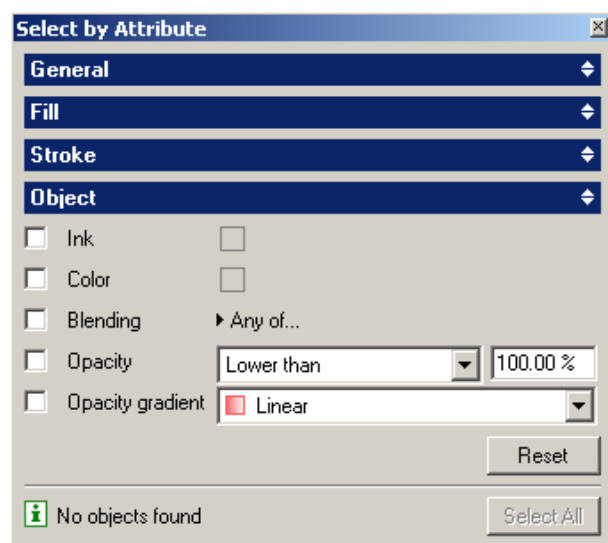 Select by Attribute
General
Fill
Stroke
Object
Ink
Color
Blending Any of...
Opacity Lower than 100.00 %
Opacity gradient Linear
Reset
No objects found Select All